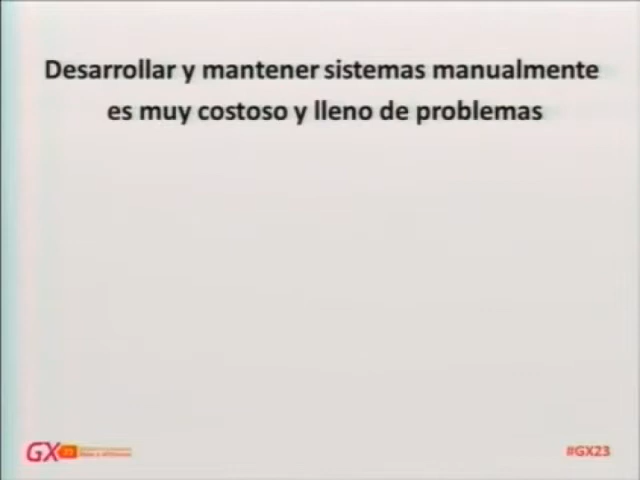 Desarrollar y mantener sistemas manualmente
es muy costoso y lleno de problemas
GX
#GX23